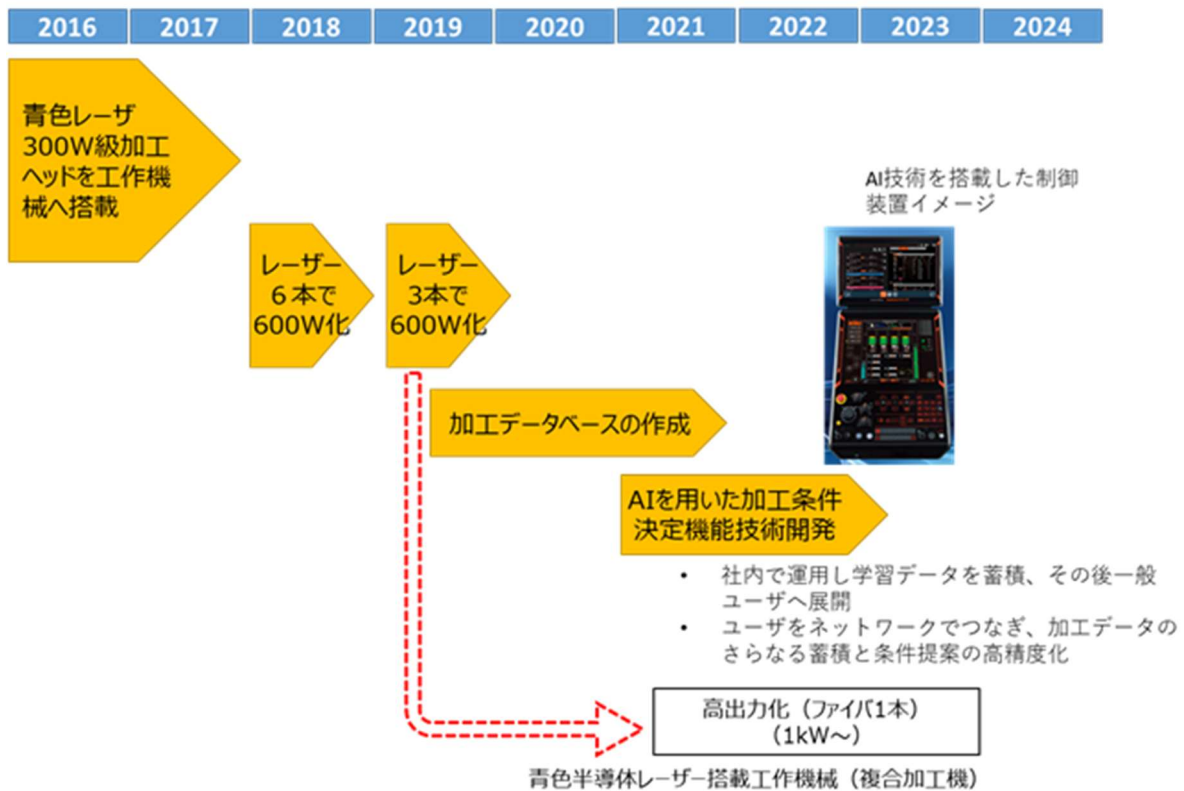 2016 2017 2018 2019 2020 2021 2022 2023 2024
青色レーザ
300W級加工
ヘッドを工作機
械へ搭載
AI技術を搭載した制御
装置イメージ
レーザー
６本で
600W化
レーザー
3本で
600W化
加工データベースの作成
AIを用いた加工条件
決定機能技術開発
• 社内で運用し学習データを蓄積、その後一般
ユーザへ展開
• ユーザをネットワークでつなぎ、加工データの
さらなる蓄積と条件提案の高精度化
高出力化（ファイバ1本）
（1kW～）
青色半導体レーザー搭載工作機械（複合加工機）